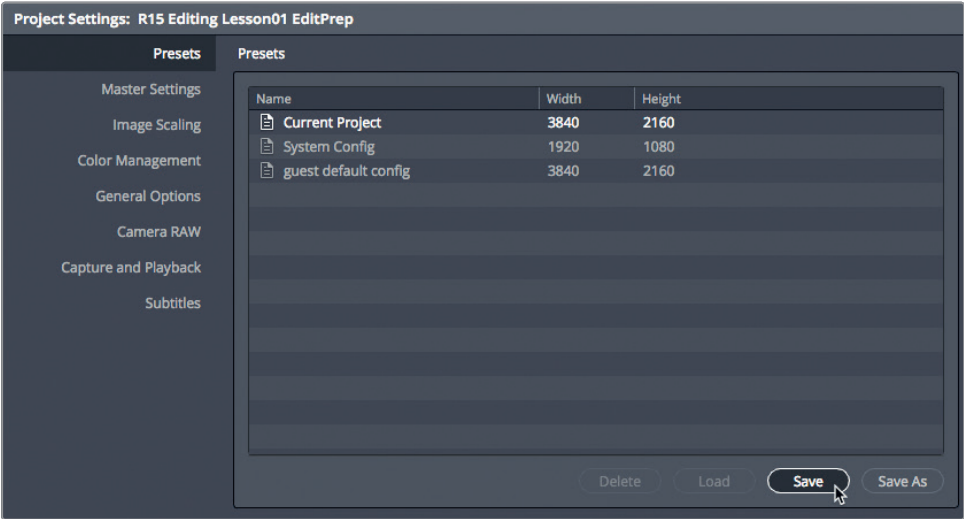 Project Settings: R15 Editing Lesson01 EditPrep
Presets
Master Settings
Image Scaling
Color Management
General Options
Camera RAW
Capture and Playback
Subtitles
Presets
Name Width Height
Current Project 3840 2160
System Config 1920 1080
guest default config 3840 2160
Delete Load Save Save As